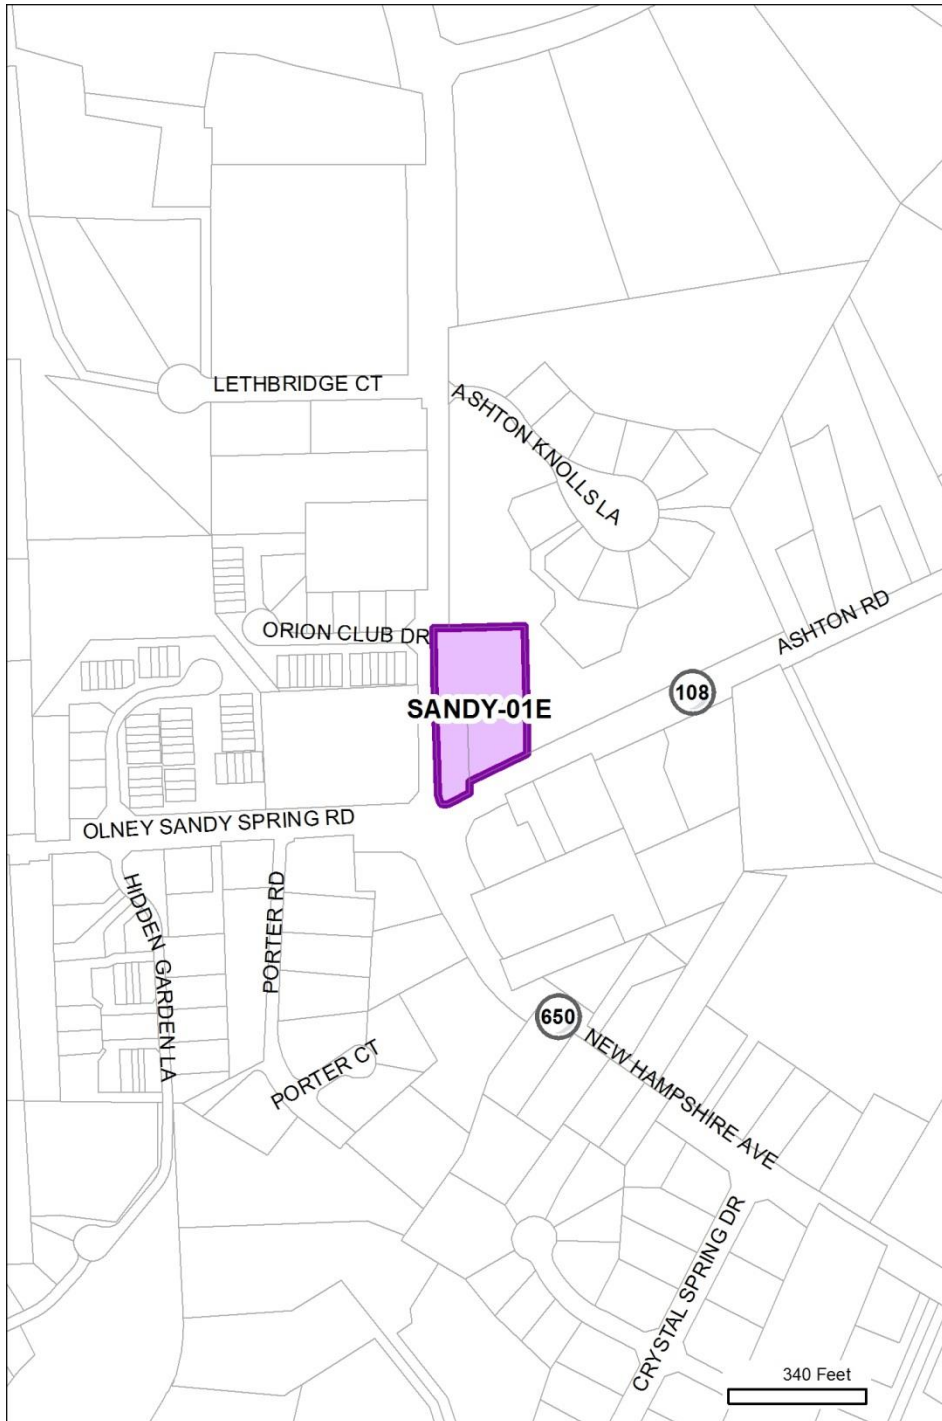 LETHBRIDGE CT
ASHTON KNOLLS LA
ASHTON RD
ORION CLUB DR
108
SANDY-01E
OLNEY SANDY SPRING RD
HIDDEN GARDEN LA
PORTER RD
650
NEW HAMPSHIRE AVE
PORTER CT
CRYSTAL SPRING DR
340 Feet